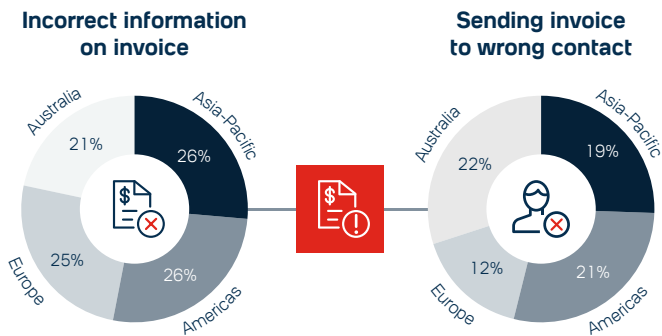 Incorrect information
on invoice
Asia-Pacific
26%
Americas
26%
Europe
25%
Australia
21%
$
$
Sending invoice
to wrong contact
Asia-Pacific
19%
Americas
21%
Europe
12%
Australia
22%